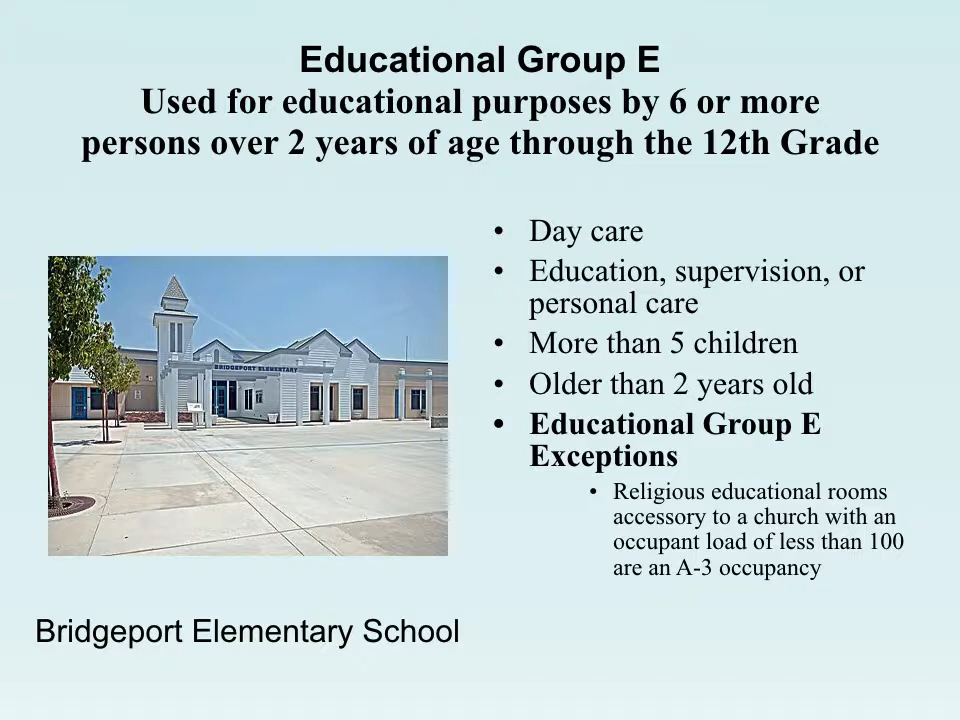 Educational Group E
Used for educational purposes by 6 or more
persons over 2 years of age through the 12th Grade
• Day care
• Education, supervision, or
personal care
• More than 5 children
• Older than 2 years old
• Educational Group E
Exceptions
• Religious educational rooms
accessory to a church with an
occupant load of less than 100
are an A-3 occupancy
BRIDGEPORT ELEMENTARY
Bridgeport Elementary School